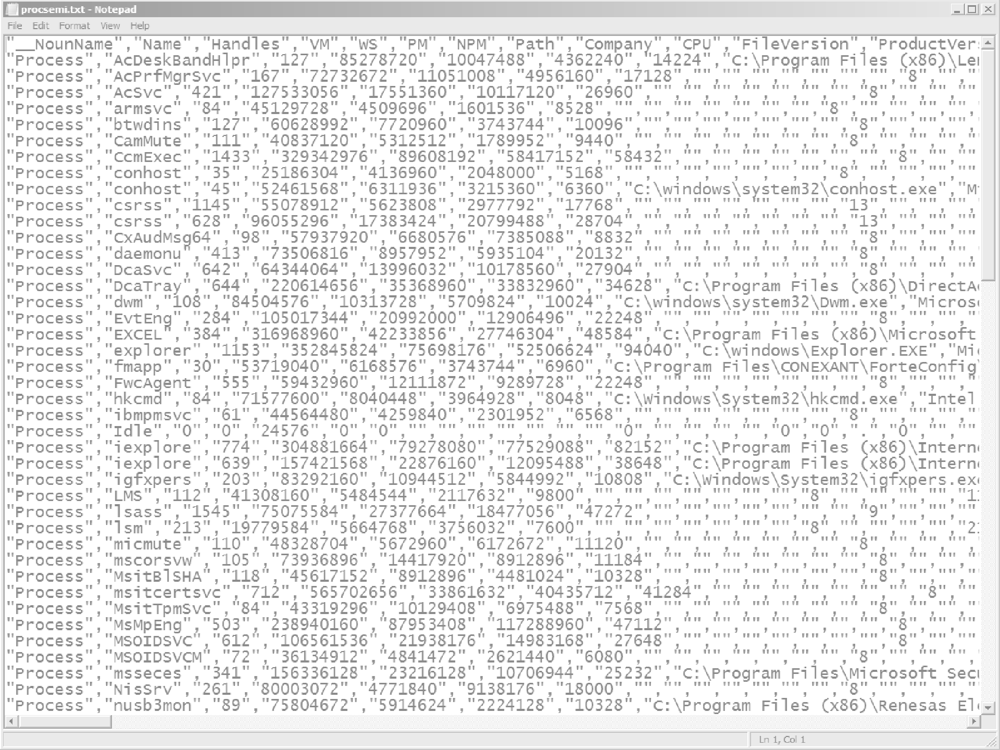 procsemi.txt - Notepad
File Edit Format View Help
"__NounName","Name","Handles","VM","WS","PM","NPM","Path","Company","CPU","FileVersion","ProductVer
"Process","AcDeskBandHlpr","127","85278720","10047488","4362240","14224","C:\Program Files (x86)\Le
"Process","AcPrfMgrSvc","167","72732672","11051008","4956160","17128","","","","","","","","8","","","
"Process","AcSvc","421","127533056","17551360","10117120","26960","","","","","","","","8","","","",""
"Process","armsvc","84","45129728","4509696","1601536","8528","","","","","","","","8","","","","",
"Process","btwdins","127","60628992","7720960","3743744","10096","","","","","","","","8","","","","",
"Process","CamMute","111","40837120","5312512","1789952","9440","","","","","","","","8","","","","",
"Process","CcmExec","1433","329342976","89608192","58417152","58432","","","","","","","","8","","",""
"Process","conhost","35","25186304","4136960","2048000","5168","","","","","","","","8","","","",""
"Process","conhost","45","52461568","6311936","3215360","6360","C:\windows\system32\conhost.exe","M
"Process","csrss","1145","55078912","5623808","2977792","17768","","","","","","","","13","","","",""
"Process","csrss","628","96055296","17383424","20799488","28704","","","","","","","","13","","","",
"Process","CxAudMsg64","98","57937920","6680576","7385088","8832","","","","","","","","8","","","",""
"Process","daemonu","413","73506816","8957952","5935104","20132","","","","","","","","8","","","","",
"Process","DcaSvc","642","64344064","13996032","10178560","27904","","","","","","","","8","","","",""
"Process","DcaTray","644","220614656","35368960","33832960","34628","C:\Program Files (x86)\DirectA
"Process","dwm","108","84504576","10313728","5709824","10024","C:\windows\system32\Dwm.exe","Micros
"Process","EvtEng","284","105017344","20992000","12906496","22248","","","","","","","","8","","","",
"Process","EXCEL","384","316968960","42233856","27746304","48584","C:\Program Files (x86)\Microsoft
"Process","explorer","1153","352845824","75698176","52506624","94040","C:\windows\Explorer.EXE","Mi
"Process","fmapp","30","53719040","6168576","3743744","6960","C:\Program Files\CONEXANT\ForteConfig
"Process","FwcAgent","555","59432960","12111872","9289728","22248","","","","","","","","8","","","",
"Process","hkcmd","84","71577600","8040448","3964928","8048","C:\Windows\System32\hkcmd.exe","Intel
"Process","ibmpmsvc","61","44564480","4259840","2301952","6568","","","","","","","","8","","","","",
"Process","Idle","0","0","24576","0","0","","","","","","","","0","","","","","0","0",".","0","",""
"Process","iexplore","774","304881664","79278080","77529088","82152","C:\Program Files (x86)\Intern
"Process","iexplore","639","157421568","22876160","12095488","38648","C:\Program Files (x86)\Intern
"Process","igfxpers","203","83292160","10944512","5844992","10808","C:\Windows\System32\igfxpers.ex
"Process","LMS","112","41308160","5484544","2117632","9800","","","","","","","","8","","","","","1
"Process","lsass","1545","75075584","27377664","18477056","47272","","","","","","","","9","","","",""
"Process","lsm","213","19779584","5664768","3756032","7600","","","","","","","","8","","","","","2
"Process","micmute","110","48328704","5672960","6172672","11120","","","","","","","","8","","","","",
"Process","mscorsvw","105","73936896","14417920","8912896","11184","","","","","","","","8","","","",
"Process","MsitBlSHA","118","45617152","8912896","4481024","10328","","","","","","","","8","","","",
"Process","msitcertsvc","712","565702656","33861632","40435712","41284","","","","","","","","8","",""
"Process","MsitTpmSvc","84","43319296","10129408","6975488","7568","","","","","","","","8","","","",
"Process","MsMpEng","503","238940160","87953408","117288960","47112","","","","","","","","8","","",""
"Process","MSOIDSVC","612","106561536","21938176","14983168","27648","","","","","","","","8","","",""
"Process","MSOIDSVCM","72","36134912","4841472","2621440","6080","","","","","","","","8","","","","",
"Process","msseces","341","156336128","23216128","10706944","25232","C:\Program Files\Microsoft Sec
"Process","NisSrv","261","80003072","4771840","9138176","18000","","","","","","","","8","","","","",
"Process","nusb3mon","89","75804672","5914624","2224128","10328","C:\Program Files (x86)\Renesas El
Ln 1, Col 1